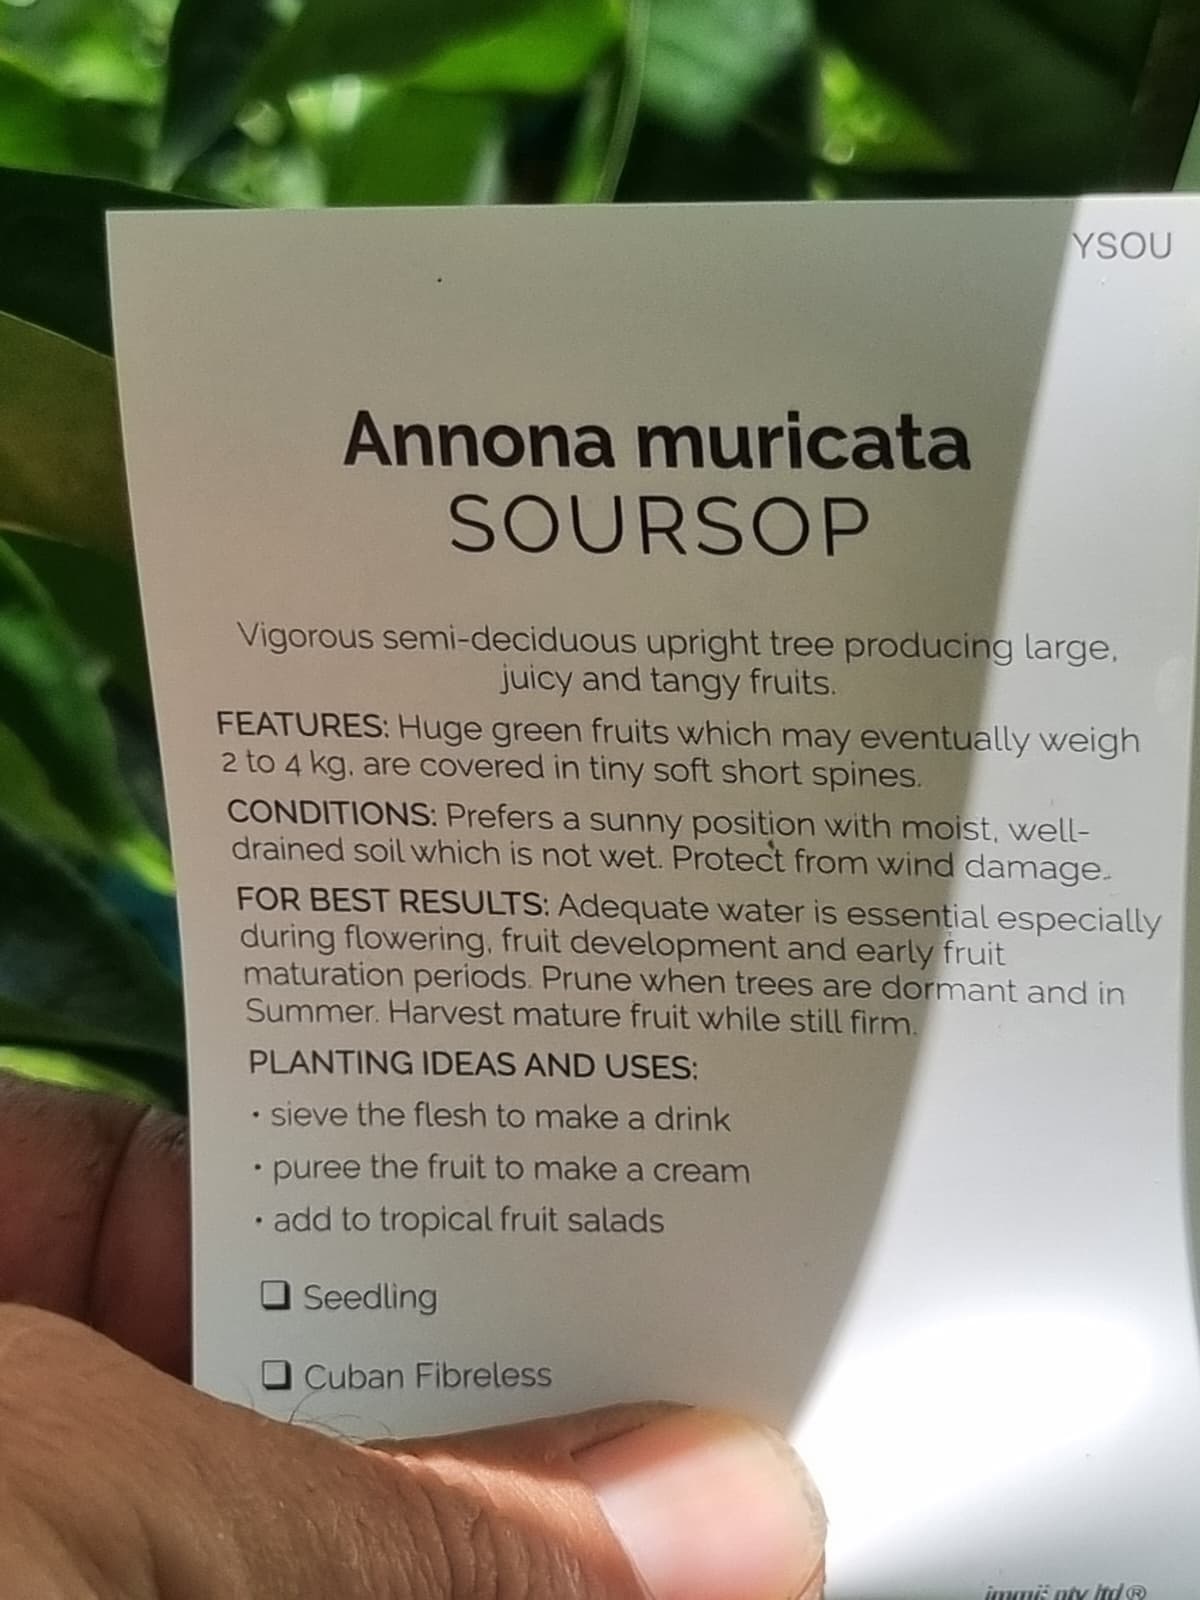 YSOU
Annona muricata
SOURSOP
Vigorous semi-deciduous upright tree producing large,
juicy and tangy fruits.
FEATURES: Huge green fruits which may eventually weigh
2 to 4 kg, are covered in tiny soft short spines.
CONDITIONS: Prefers a sunny position with moist, well-
drained soil which is not wet. Protect from wind damage.
FOR BEST RESULTS: Adequate water is essential especially
during flowering, fruit development and early fruit
maturation periods. Prune when trees are dormant and in
Summer. Harvest mature fruit while still firm.
PLANTING IDEAS AND USES:
• sieve the flesh to make a drink
• puree the fruit to make a cream
• add to tropical fruit salads
❑ Seedling
❑ Cuban Fibreless
pty ltd®